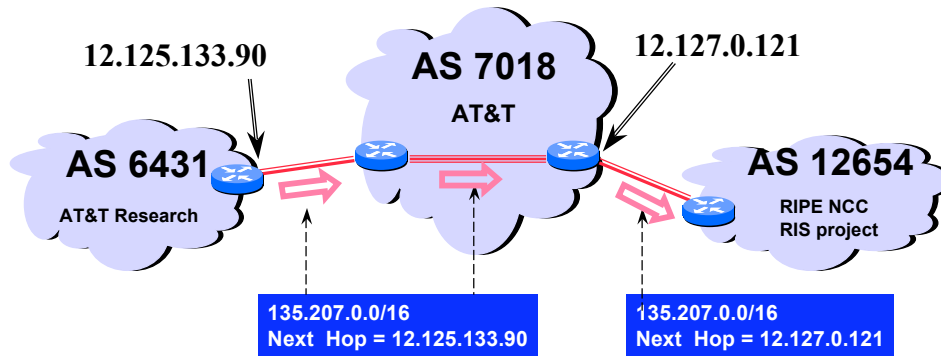 12.125.133.90
12.127.0.121
AS 7018
AT&T
AS 6431
AT&T Research
AS 12654
RIPE NCC
RIS project
135.207.0.0/16
Next Hop = 12.125.133.90
135.207.0.0/16
Next Hop = 12.127.0.121